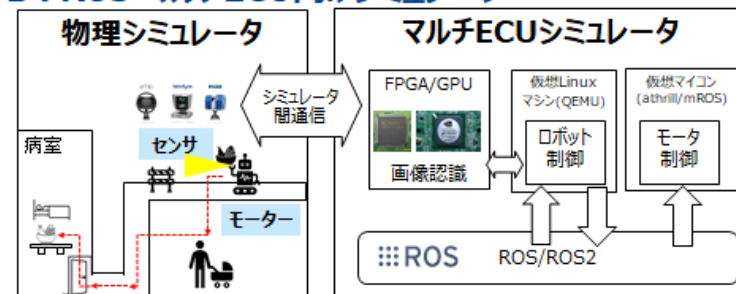 物理シミュレータ
マルチECUシミュレータ
シミュレータ
間通信
病室
センサ
モーター
FPGA/GPU
画像認識
仮想Linux
マシン(QEMU)
ロボット
制御
仮想マイコン
(athrill/mROS)
モータ
制御
ROS
ROS/ROS2